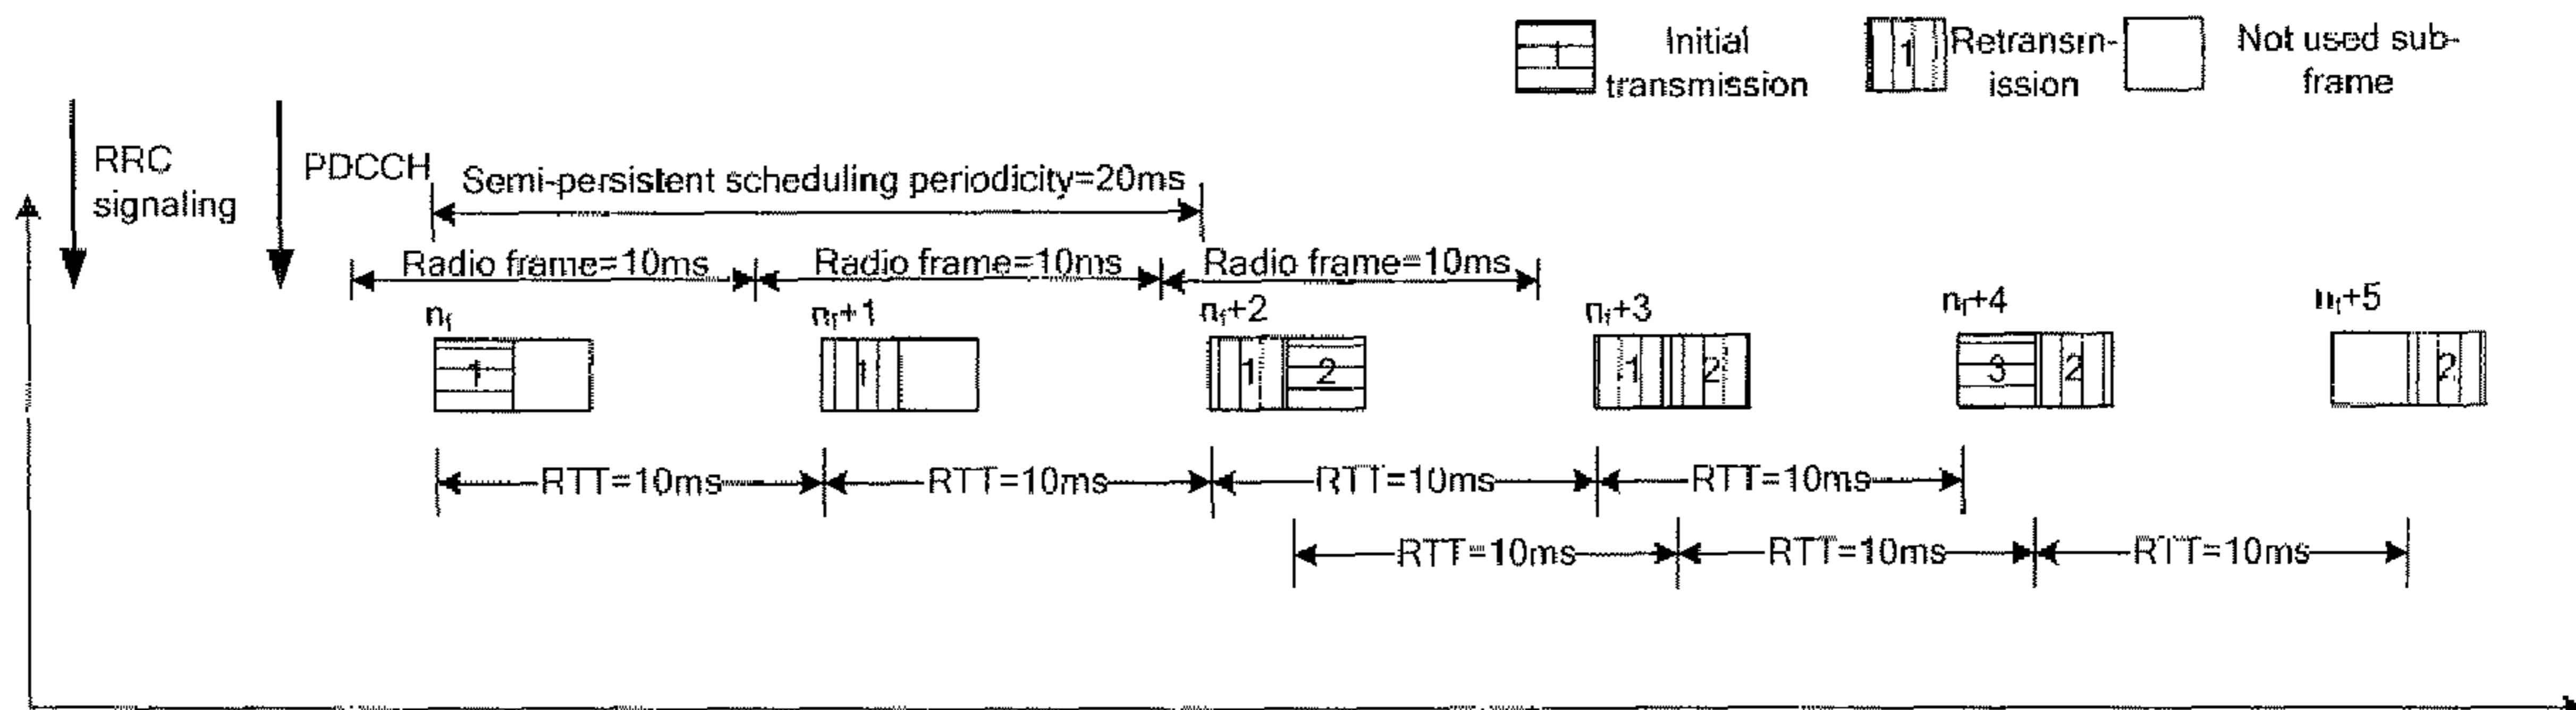 1 Initial transmission
1 Retransm-ission
Not used sub-frame
RRC signaling
PDCCH
Semi-persistent scheduling periodicity=20ms
Radio frame=10ms Radio frame=10ms Radio frame=10ms
nf nf+1 nf+2 nf+3 nf+4 nf+5
1 1 1 2 1 2 3 2 2
RTT=10ms RTT=10ms RTT=10ms RTT=10ms
RTT=10ms RTT=10ms RTT=10ms